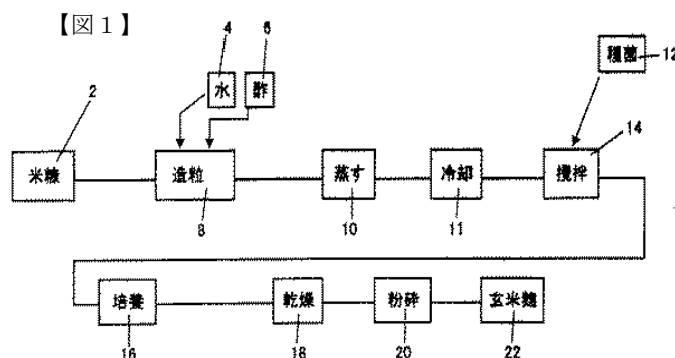 【図１】
4 6
水 酢
種菌 12
2
14
米糠 造粒 蒸す 冷却 攪拌
8 10 11
培養 乾燥 粉砕 玄米麹
16 18 20 22